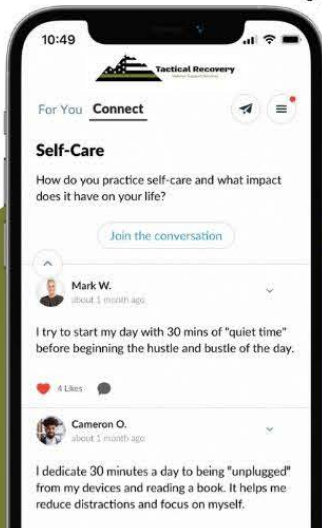 10:49
Tactical Recovery
For You Connect
Self-Care
How do you practice self-care and what impact
does it have on your life?
Join the conversation
Mark W.
about 1 month ago
I try to start my day with 30 mins of "quiet time"
before beginning the hustle and bustle of the day.
4 Likes
Cameron O.
about 1 month ago
I dedicate 30 minutes a day to being "unplugged"
from my devices and reading a book. It helps me
reduce distractions and focus on myself.